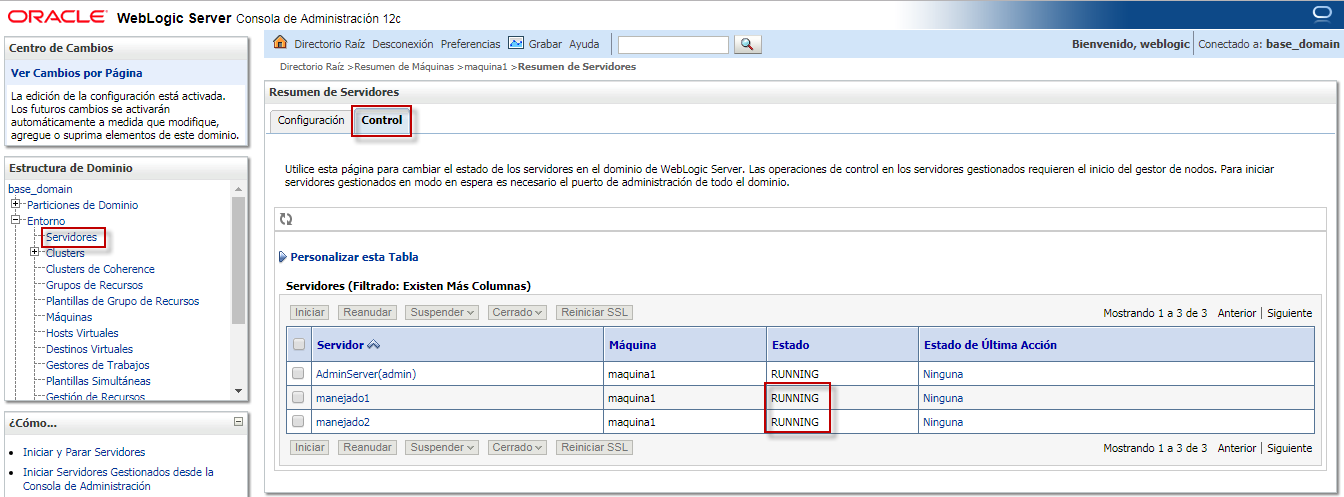 ORACLE WebLogic Server Consola de Administración 12c
Centro de Cambios
Ver Cambios por Página
La edición de la configuración está activada.
Los futuros cambios se activarán
automáticamente a medida que modifique,
agregue o suprima elementos de este dominio.
Estructura de Dominio
base_domain
Particiones de Dominio
Entorno
Servidores
Clusters
Clusters de Coherence
Grupos de Recursos
Plantillas de Grupo de Recursos
Máquinas
Hosts Virtuales
Destinos Virtuales
Gestores de Trabajos
Plantillas Simultáneas
Gestión de Recursos
¿Cómo...
Iniciar y Parar Servidores
Iniciar Servidores Gestionados desde la
Consola de Administración
Directorio Raíz Desconexión Preferencias Grabar Ayuda
Bienvenido, weblogic Conectado a: base_domain
Directorio Raíz >Resumen de Máquinas >maquina1 >Resumen de Servidores
Resumen de Servidores
Configuración Control
Utilice esta página para cambiar el estado de los servidores en el dominio de WebLogic Server. Las operaciones de control en los servidores gestionados requieren el inicio del gestor de nodos. Para iniciar
servidores gestionados en modo en espera es necesario el puerto de administración de todo el dominio.
Personalizar esta Tabla
Servidores (Filtrado: Existen Más Columnas)
Iniciar Reanudar Suspender Cerrado Reiniciar SSL Mostrando 1 a 3 de 3 Anterior | Siguiente
Servidor Máquina Estado Estado de Última Acción
AdminServer(admin) maquina1 RUNNING Ninguna
manejado1 maquina1 RUNNING Ninguna
manejado2 maquina1 RUNNING Ninguna
Iniciar Reanudar Suspender Cerrado Reiniciar SSL Mostrando 1 a 3 de 3 Anterior | Siguiente